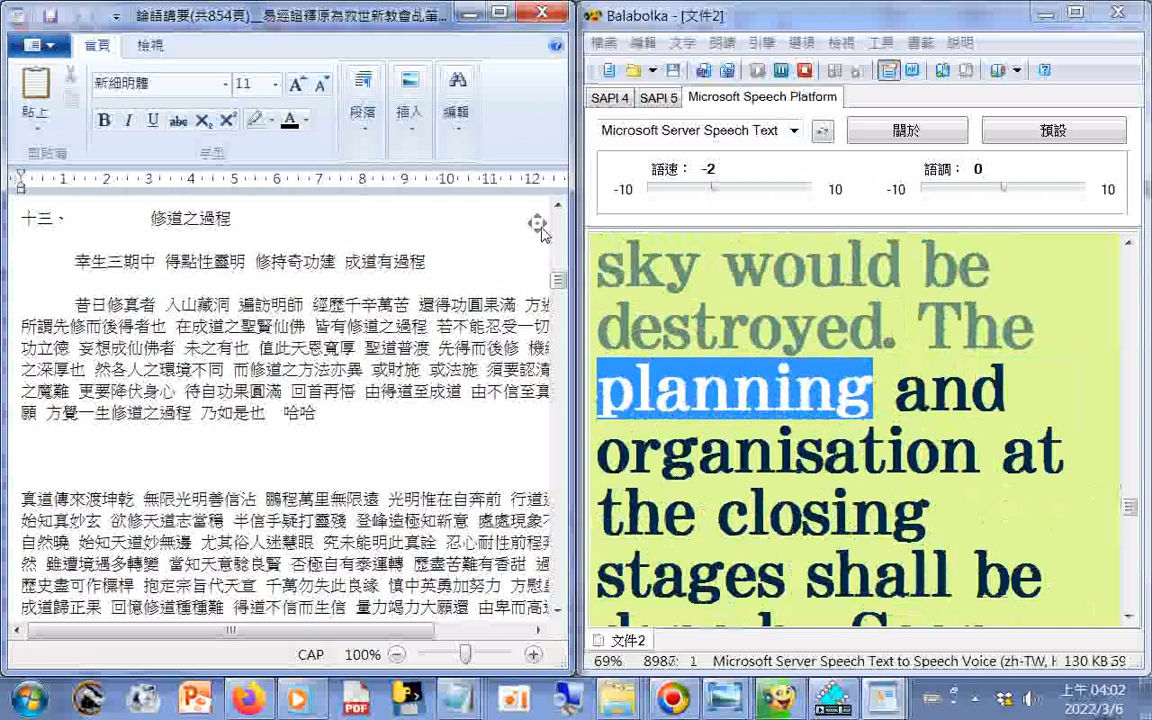 論語講要(共854頁)__易經證釋原為救世新教會乩筆...
首頁
檢視
貼上
剪貼簿
新細明體
11
字型
段落
插入
編輯
1 2 3 4 5 6 7 8 9 10 11 12
十三、 修道之過程
幸生三期中 得點性靈明 修持奇功建 成道有過程
昔日修真者 入山藏洞 遍訪明師 經歷千辛萬苦 還得功圓果滿 方
所謂先修而後得者也 在成道之聖賢仙佛 皆有修道之過程 若不能忍受一切
功立德 妄想成仙佛者 未之有也 值此天恩寬厚 聖道普渡 先得而後修
之深厚也 然各人之環境不同 而修道之方法亦異 或財施 或法施 須要認清
之魔難 更要降伏身心 待自功果圓滿 回首再悟 由得道至成道 由不信至真
願 方覺一生修道之過程 乃如是也 哈哈
真道傳來渡坤乾 無限光明善信沾 鵬程萬里無限遠 光明惟在自奔前 行道
始知真妙玄 欲修天道志當穩 半信乎疑打靈殘 登峰造極知新意 處處現象
自然曉 始知天道妙無邊 尤其俗人迷慧眼 究未能明此真詮 忍心耐性前程
然 雖遭境遇多轉變 當知天意驗良賢 否極自有泰運轉 歷盡苦難有香甜 過
歷史盡可作標桿 抱定宗旨代天宣 千萬勿失此良緣 慎中英勇加努力 方慰
成道歸正果 回憶修道種種難 得道不信而生信 量力竭力大願還 由卑而高
CAP 100%
Balabolka - [文件2]
檔案 編輯 文字 朗讀 引擎 選項 檢視 工具 書籤 說明
SAPI 4 SAPI 5 Microsoft Speech Platform
Microsoft Server Speech Text
關於
預設
語速： -2
語調： 0
-10 10 -10 10
sky would be
destroyed. The
planning and
organisation at
the closing
stages shall be
文件2
69% 8987: 1 Microsoft Server Speech Text to Speech Voice (zh-TW, 130 KB
上午 04:02
2022/3/6